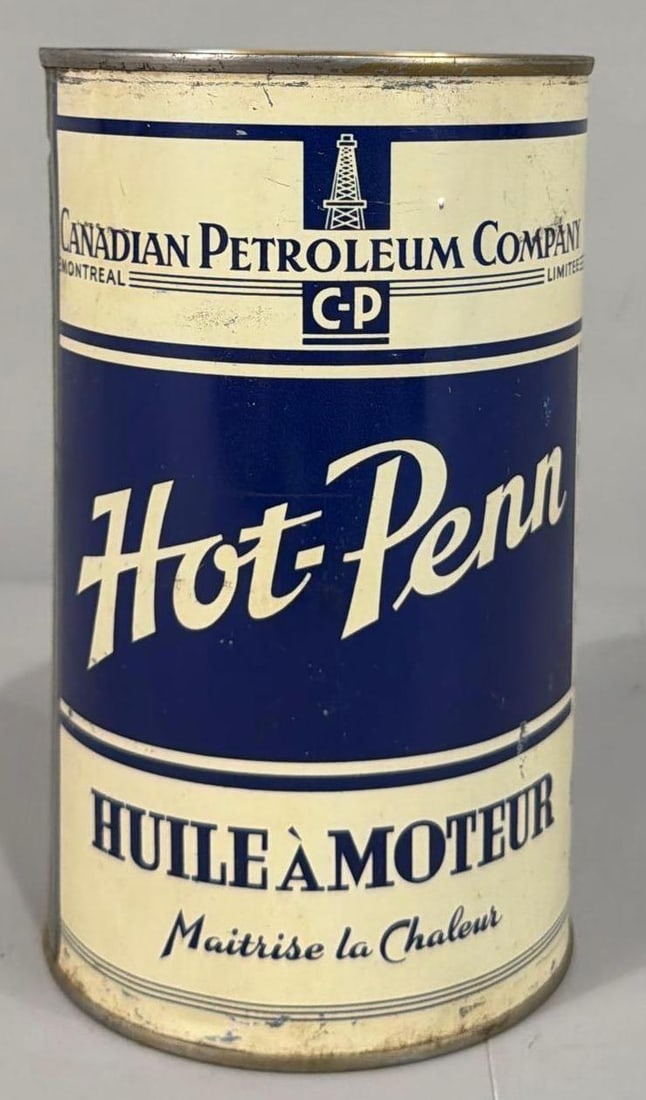 CANADIAN PETROLEUM COMPANY
MONTREAL LIMITED
C-P
Hot-Penn
HUILE À MOTEUR
Maitrise la Chaleur